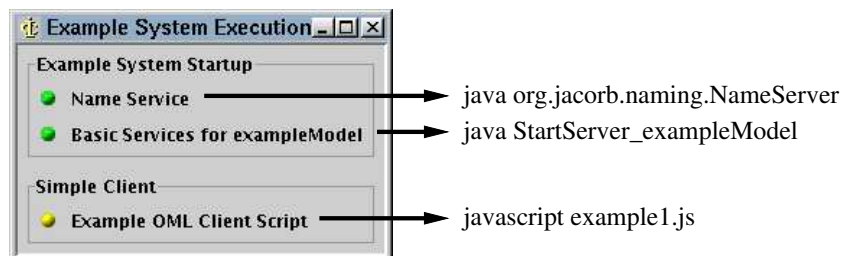 Example System Execution
Example System Startup
Name Service
java org.jacorb.naming.NameServer
Basic Services for exampleModel
java StartServer_exampleModel
Simple Client
Example OML Client Script
javascript example1.js